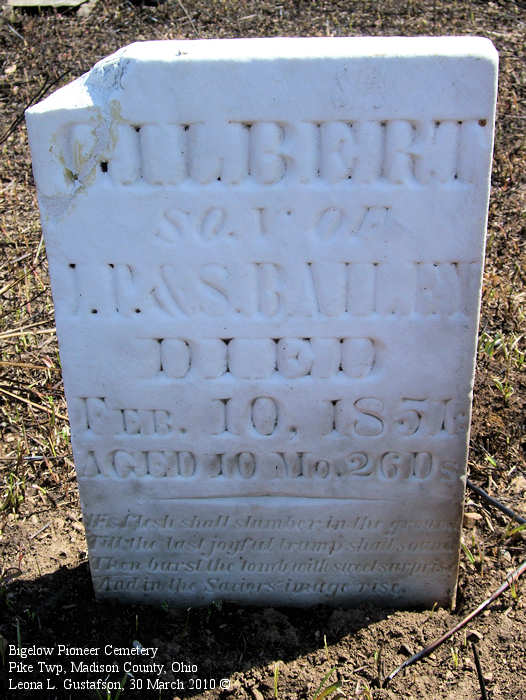 GILBERT
SON OF
J.P. & S. BAILEY
DIED
FEB. 10, 1851
AGED 10 MO. 26 DS
His flesh shall slumber in the ground
Till the last joyful trump shall sound
Then burst the tomb with sweet surprise
And in the Saviors image rise.
Bigelow Pioneer Cemetery
Pike Twp, Madison County, Ohio
Leona L. Gustafson, 30 March 2010 ©